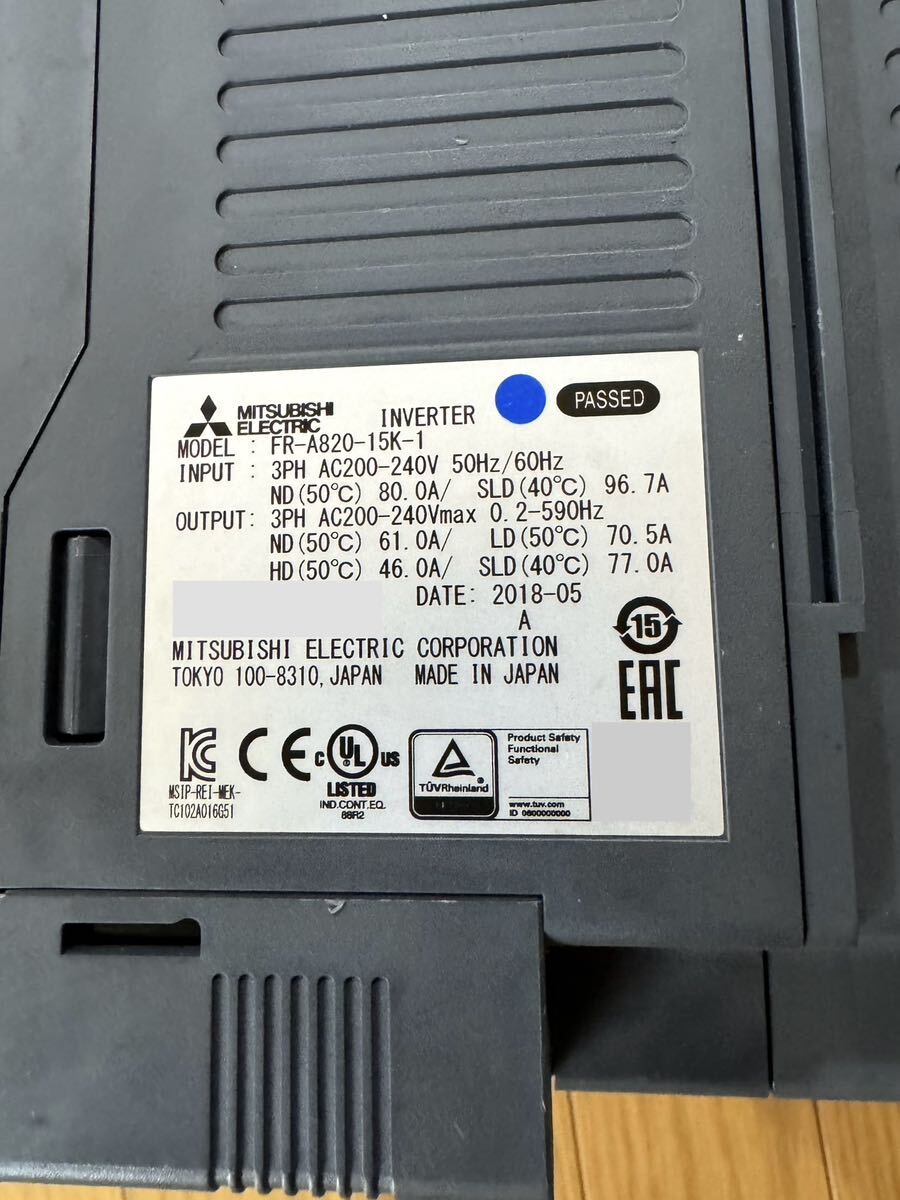 MITSUBISHI
ELECTRIC INVERTER PASSED
MODEL : FR-A820-15K-1
INPUT : 3PH AC200-240V 50Hz/60Hz
ND(50℃) 80.0A/ SLD(40℃) 96.7A
OUTPUT: 3PH AC200-240Vmax 0.2-590Hz
ND(50℃) 61.0A/ LD(50℃) 70.5A
HD(50℃) 46.0A/ SLD(40℃) 77.0A
DATE: 2018-05
A
MITSUBISHI ELECTRIC CORPORATION
TOKYO 100-8310, JAPAN MADE IN JAPAN
15
EAC
KC CE c UL US
LISTED
IND.CONT.EQ.
88R2
MSIP-REI-MEK-
TC102A016G51
TÜVRheinland
Product Safety
Functional
Safety
www.tuv.com
ID 0600000000